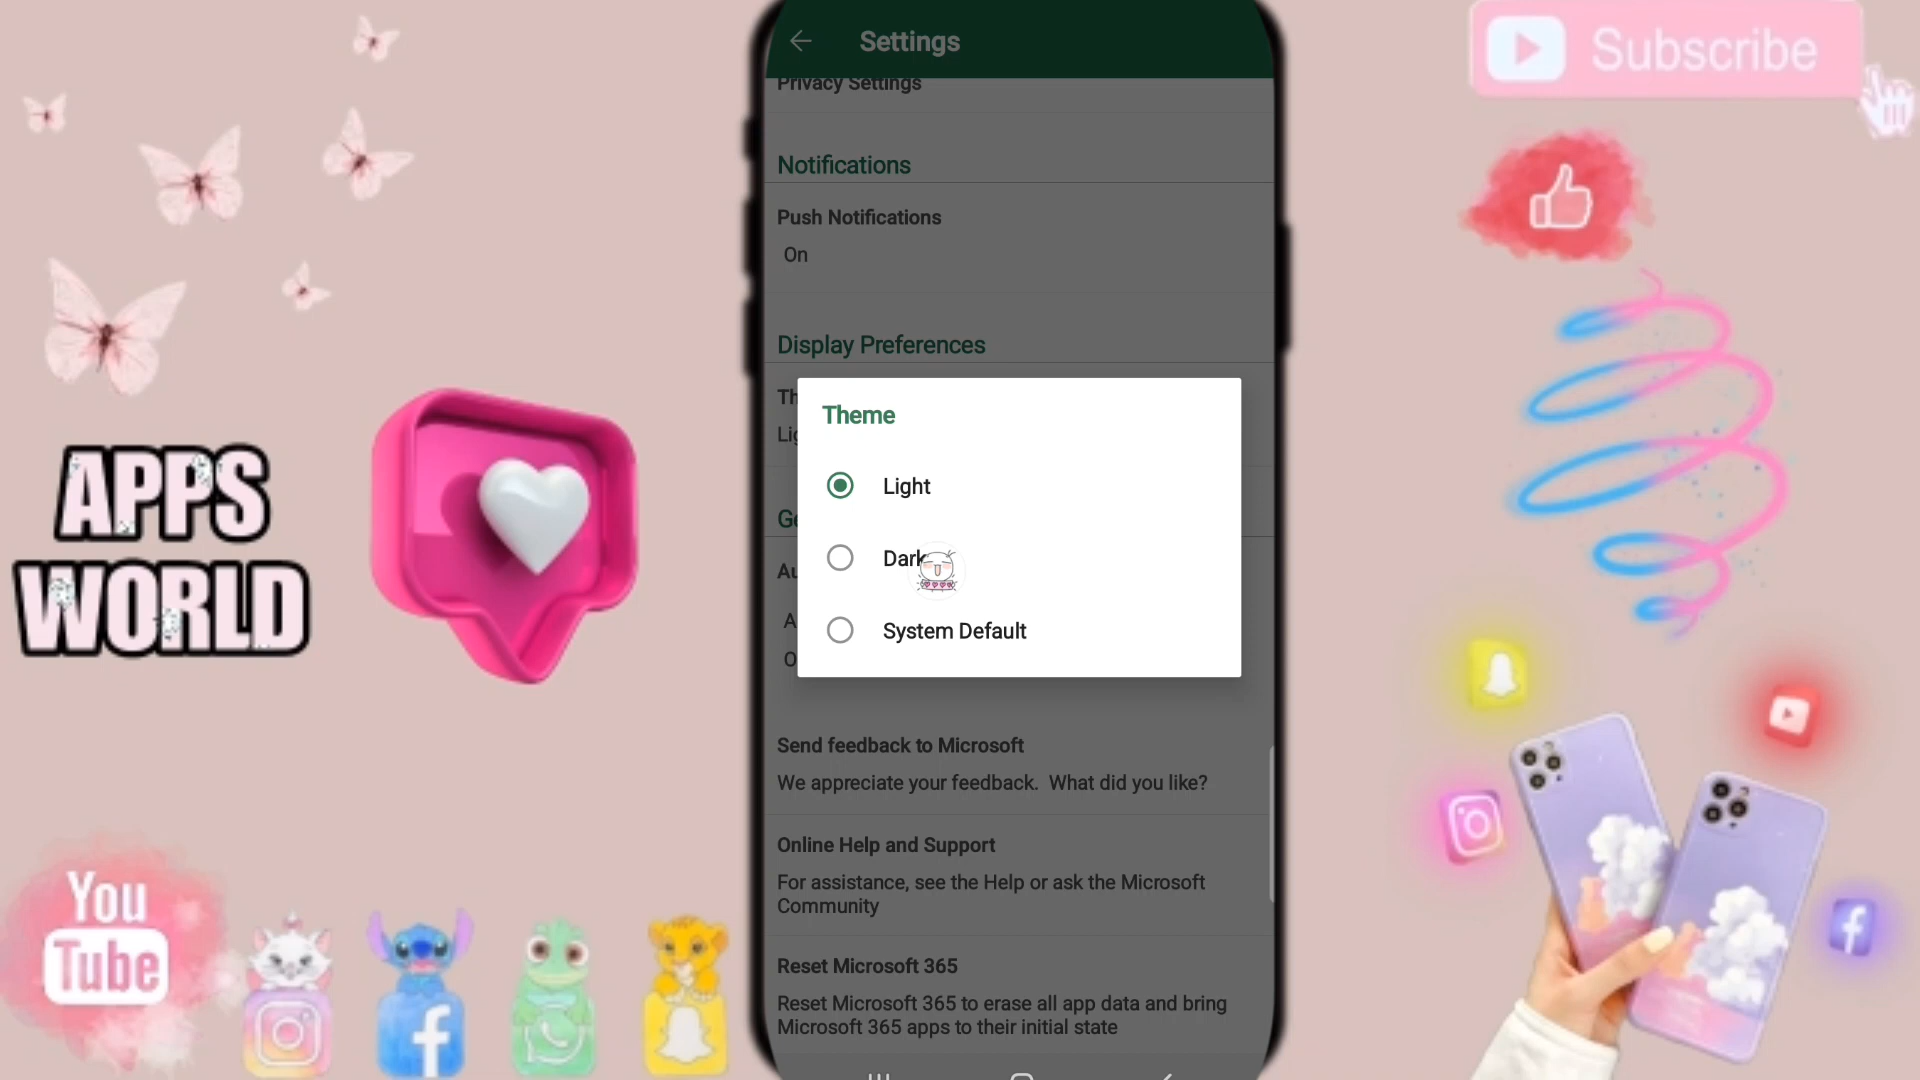 Settings
Privacy Settings
Notifications
Push Notifications
On
Display Preferences
Theme
Light
Dark
System Default
Send feedback to Microsoft
We appreciate your feedback. What did you like?
Online Help and Support
For assistance, see the Help or ask the Microsoft
Community
Reset Microsoft 365
Reset Microsoft 365 to erase all app data and bring
Microsoft 365 apps to their initial state
APPS
WORLD
You
Tube
Subscribe